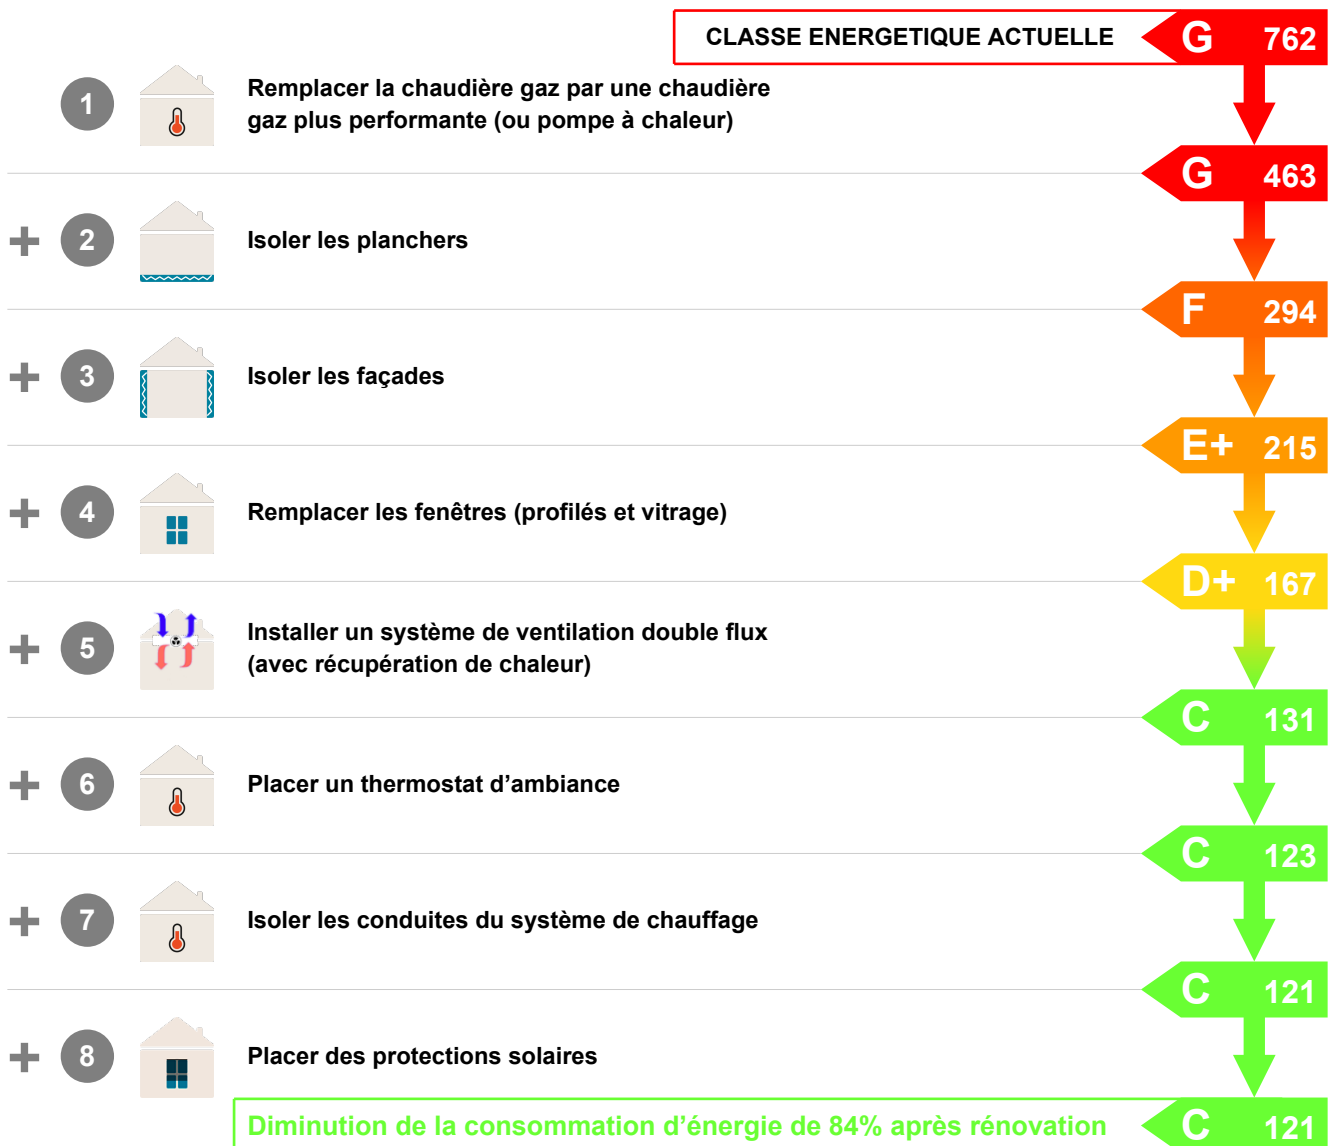 CLASSE ENERGETIQUE ACTUELLE G 762
1 Remplacer la chaudière gaz par une chaudière
gaz plus performante (ou pompe à chaleur)
G 463
+ 2 Isoler les planchers
F 294
+ 3 Isoler les façades
E+ 215
+ 4 Remplacer les fenêtres (profilés et vitrage)
D+ 167
+ 5 Installer un système de ventilation double flux
(avec récupération de chaleur)
C 131
+ 6 Placer un thermostat d’ambiance
C 123
+ 7 Isoler les conduites du système de chauffage
C 121
+ 8 Placer des protections solaires
Diminution de la consommation d’énergie de 84% après rénovation C 121